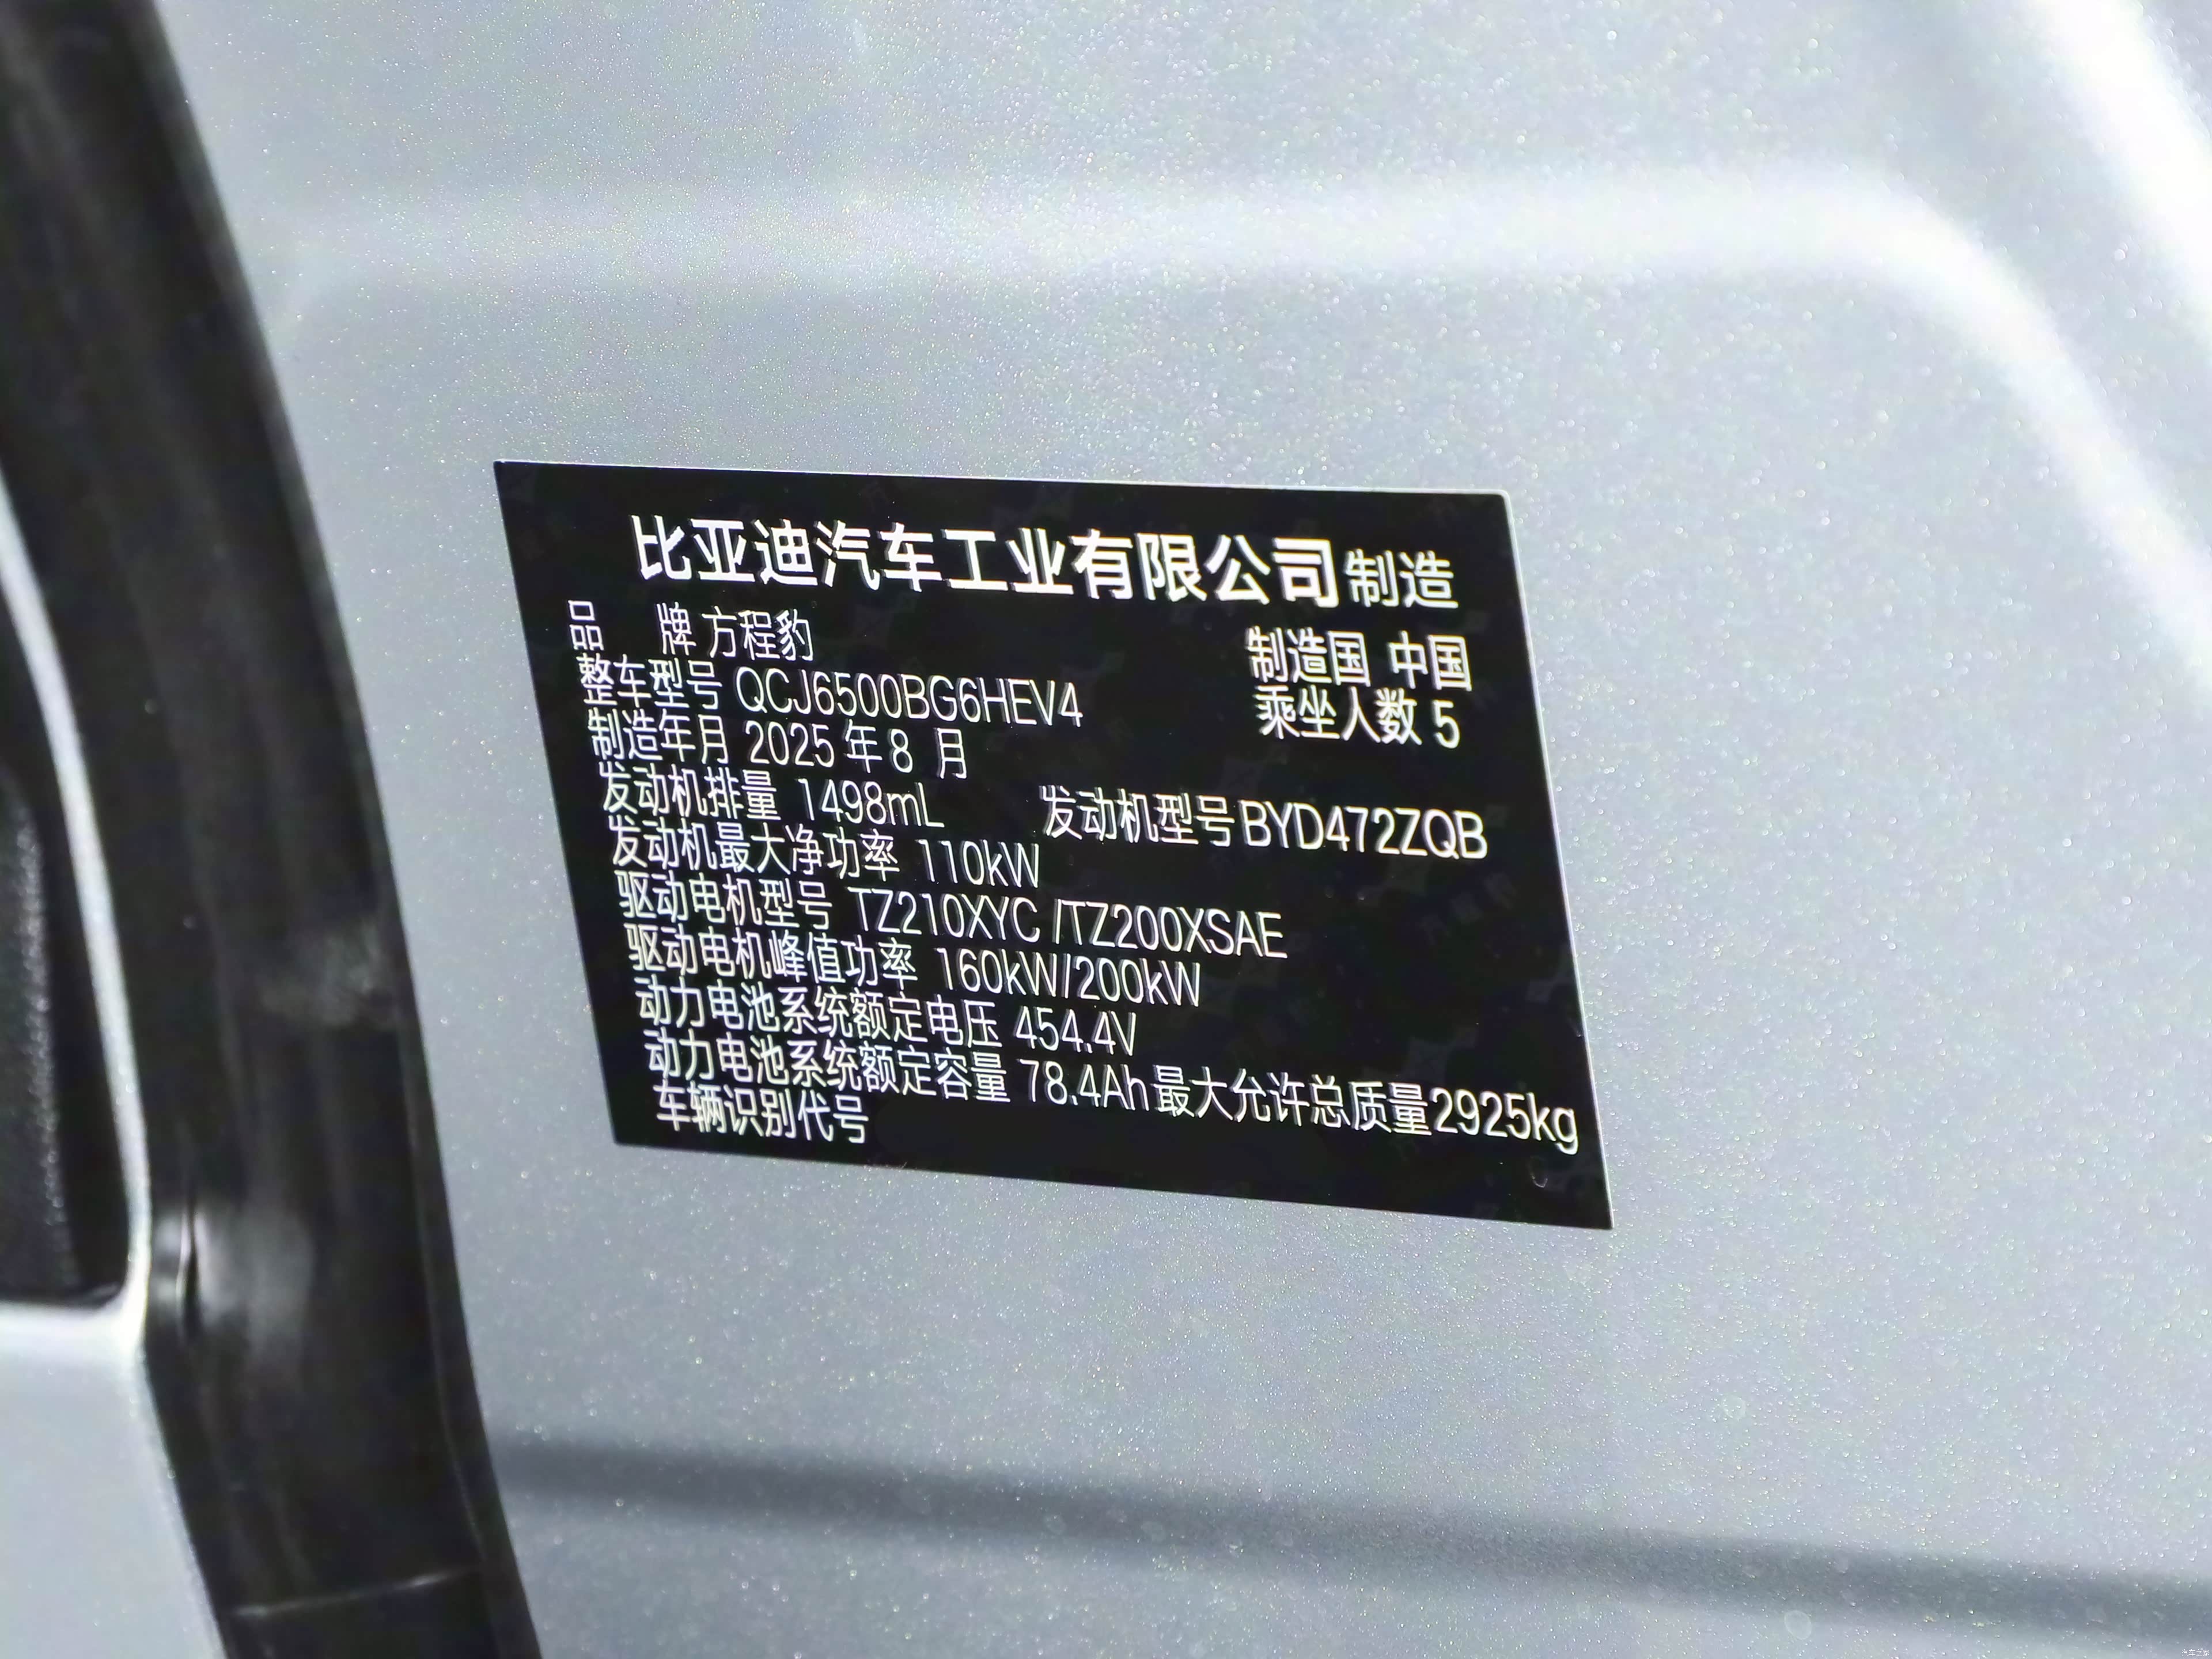 比亚迪汽车工业有限公司制造
品 牌 方程豹
制造国 中国
整车型号 QCJ6500BG6HEV4
乘坐人数 5
制造年月 2025 年 8 月
发动机排量 1498mL 发动机型号 BYD472ZQB
发动机最大净功率 110kW
驱动电机型号 TZ210XYC /TZ200XSAE
驱动电机峰值功率 160kW/200kW
动力电池系统额定电压 454.4V
动力电池系统额定容量 78.4Ah 最大允许总质量2925kg
车辆识别代号
汽车之家